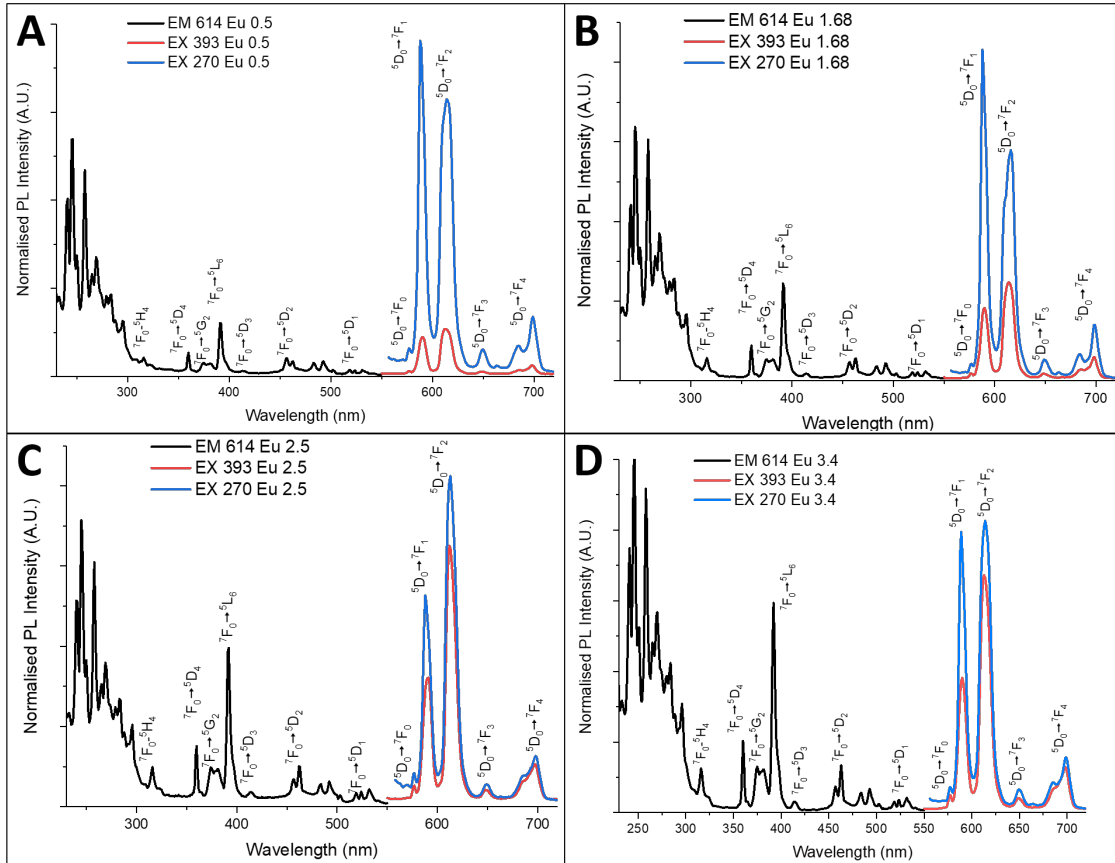 A
EM 614 Eu 0.5
EX 393 Eu 0.5
EX 270 Eu 0.5
⁵D₀→⁷F₁
⁵D₀→⁷F₂
⁷F₀-⁵H₄
⁷F₀→⁵D₄
⁷F₀→⁵G₂
⁷F₀→⁵L₆
⁷F₀→⁵D₃
⁷F₀→⁵D₂
⁷F₀→⁵D₁
⁵D₀→⁷F₀
⁵D₀→⁷F₃
⁵D₀→⁷F₄
Normalised PL Intensity (A.U.)
300 400 500 600 700
Wavelength (nm)
B
EM 614 Eu 1.68
EX 393 Eu 1.68
EX 270 Eu 1.68
⁵D₀→⁷F₁
⁵D₀→⁷F₂
⁷F₀-⁵H₄
⁷F₀→⁵D₄
⁷F₀→⁵G₂
⁷F₀→⁵L₆
⁷F₀→⁵D₃
⁷F₀→⁵D₂
⁷F₀→⁵D₁
⁵D₀→⁷F₀
⁵D₀→⁷F₃
⁵D₀→⁷F₄
Normalised PL Intensity (A.U.)
300 400 500 600 700
Wavelength (nm)
C
EM 614 Eu 2.5
EX 393 Eu 2.5
EX 270 Eu 2.5
⁵D₀→⁷F₂
⁵D₀→⁷F₁
⁷F₀-⁵H₄
⁷F₀→⁵D₄
⁷F₀→⁵G₂
⁷F₀→⁵L₆
⁷F₀→⁵D₃
⁷F₀→⁵D₂
⁷F₀→⁵D₁
⁵D₀→⁷F₀
⁵D₀→⁷F₃
⁵D₀→⁷F₄
Normalised PL Intensity (A.U.)
300 400 500 600 700
Wavelength (nm)
D
EM 614 Eu 3.4
EX 393 Eu 3.4
EX 270 Eu 3.4
⁵D₀→⁷F₁
⁵D₀→⁷F₂
⁷F₀-⁵H₄
⁷F₀→⁵D₄
⁷F₀→⁵G₂
⁷F₀→⁵L₆
⁷F₀→⁵D₃
⁷F₀→⁵D₂
⁷F₀→⁵D₁
⁵D₀→⁷F₀
⁵D₀→⁷F₃
⁵D₀→⁷F₄
Normalised PL Intensity (A.U.)
250 300 350 400 450 500 550 600 650 700
Wavelength (nm)